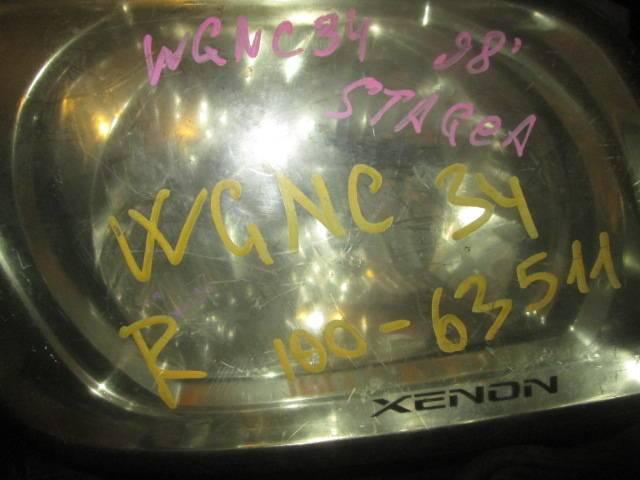 WGNC34 98'
STAGeA
WGNC 34
R 100-63511
XENON